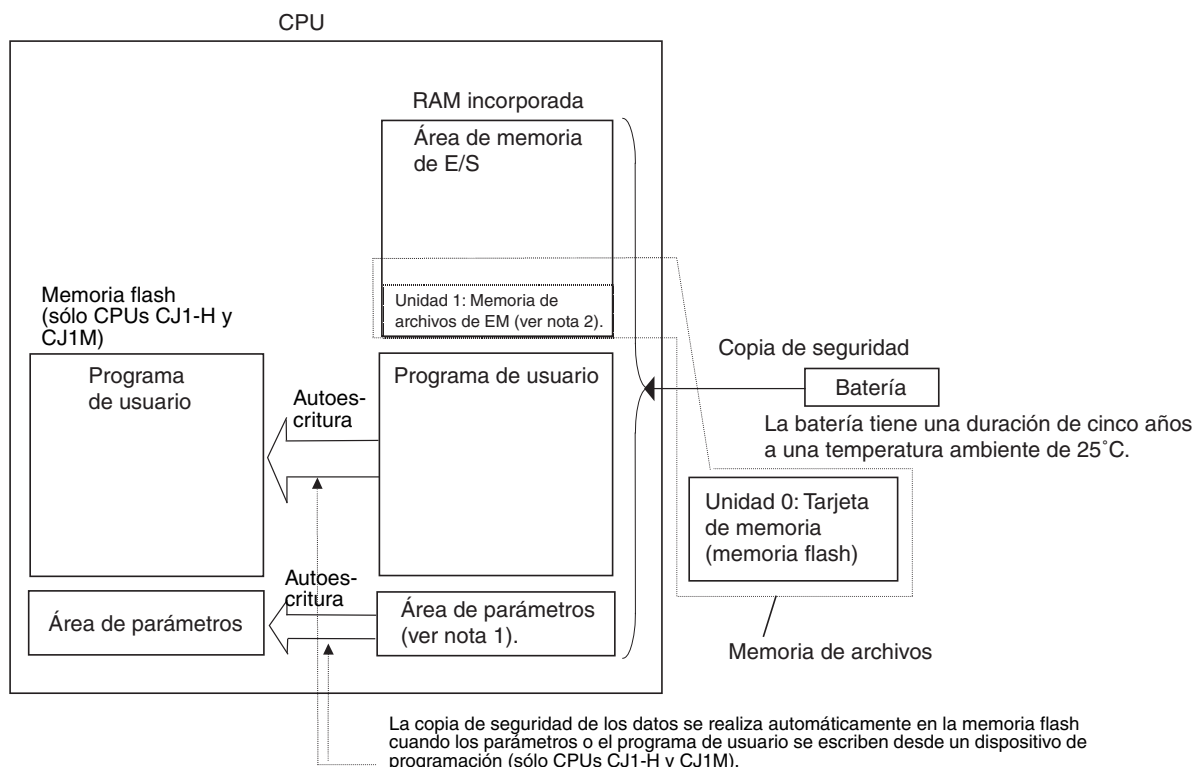 CPU
RAM incorporada
Área de memoria
de E/S
Unidad 1: Memoria de
archivos de EM (ver nota 2).
Memoria flash
(sólo CPUs CJ1-H y
CJ1M)
Programa
de usuario
Autoes-
critura
Programa de usuario
Copia de seguridad
Batería
La batería tiene una duración de cinco años
a una temperatura ambiente de 25˚C.
Unidad 0: Tarjeta
de memoria
(memoria flash)
Autoes-
critura
Área de parámetros
Área de parámetros
(ver nota 1).
Memoria de archivos
La copia de seguridad de los datos se realiza automáticamente en la memoria flash
cuando los parámetros o el programa de usuario se escriben desde un dispositivo de
programación (sólo CPUs CJ1-H y CJ1M).